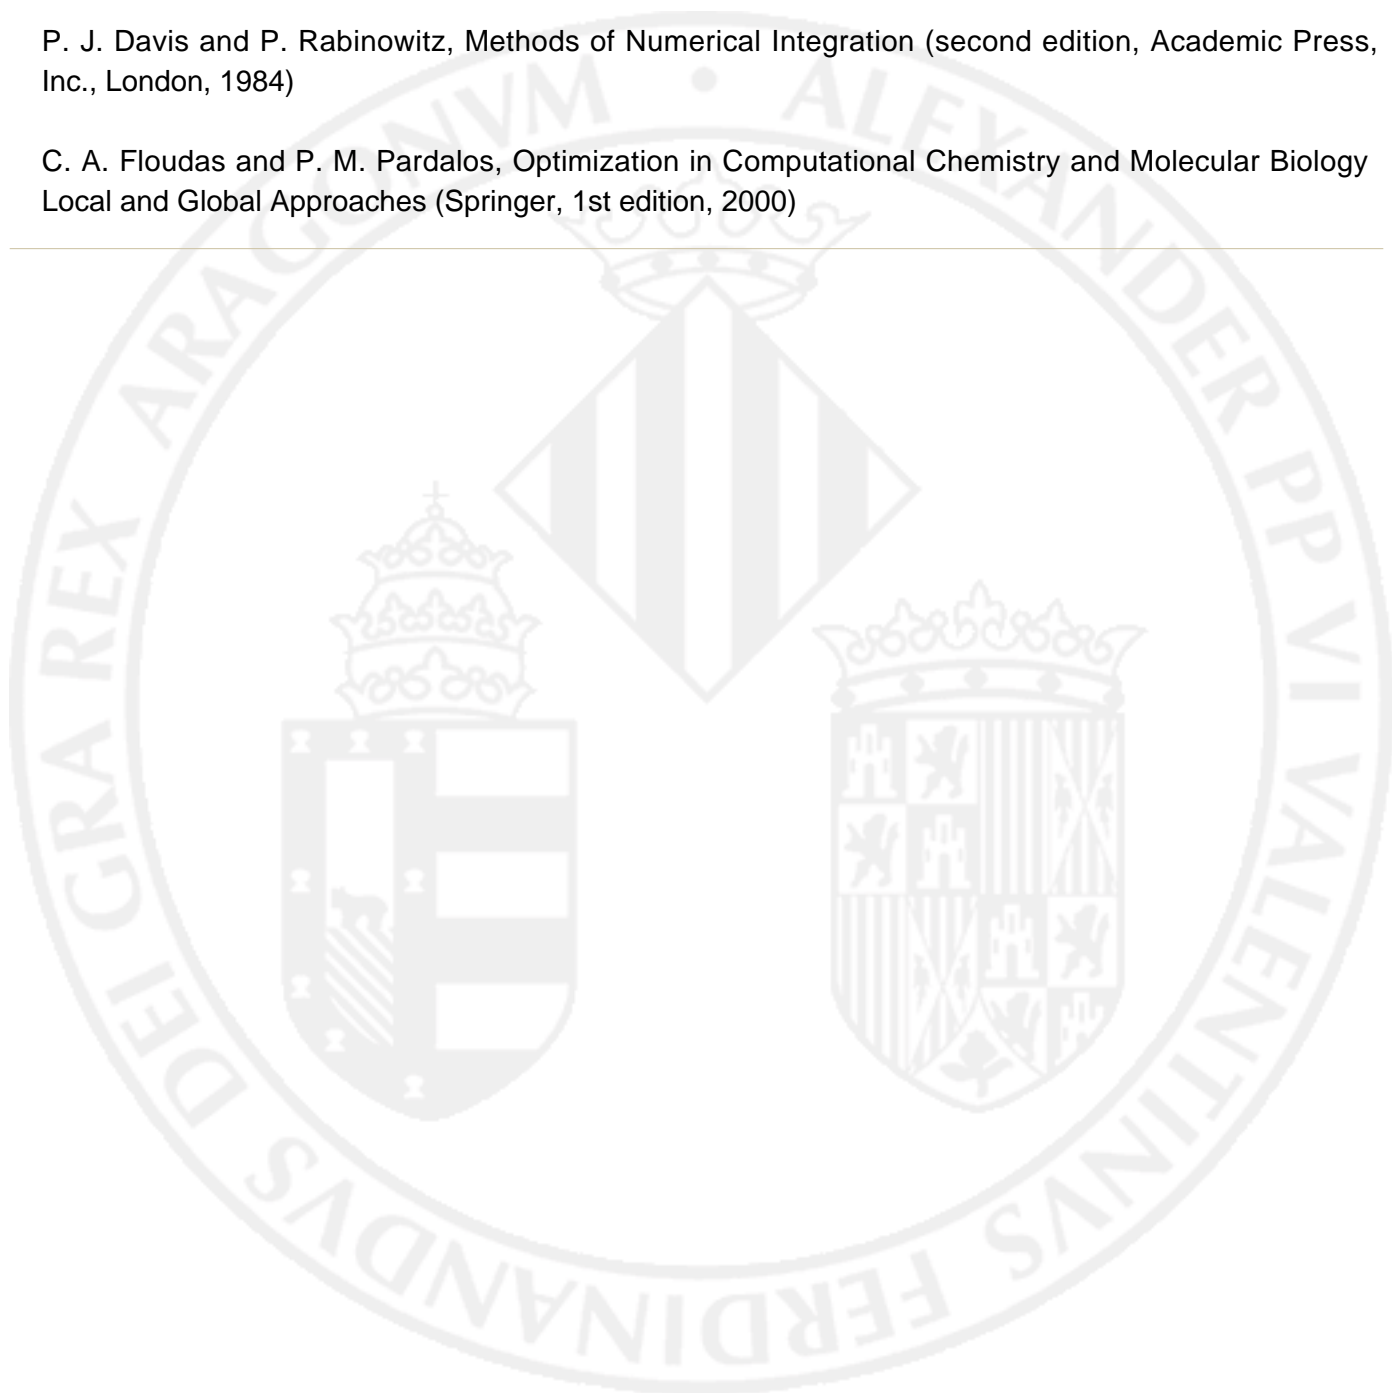 P. J. Davis and P. Rabinowitz, Methods of Numerical Integration (second edition, Academic Press,
Inc., London, 1984)
C. A. Floudas and P. M. Pardalos, Optimization in Computational Chemistry and Molecular Biology
Local and Global Approaches (Springer, 1st edition, 2000)
ALEXANDER PP VI VALENTINVS FERDINANDVS DEI GRA REX ARAGONVM